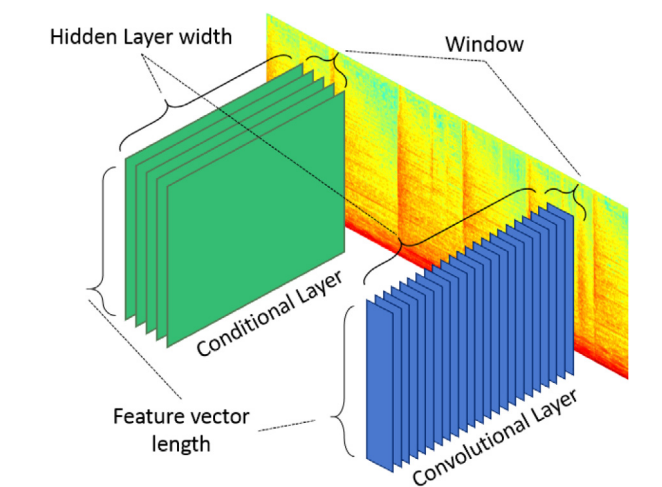 Hidden Layer width
Window
Conditional Layer
Feature vector
length
Convolutional Layer